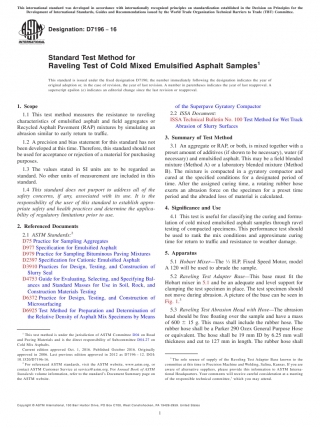 This international standard was developed in accordance with internationally recognized principles on standardization established in the Decision on Principles for the
Development of International Standards, Guides and Recommendations issued by the World Trade Organization Technical Barriers to Trade (TBT) Committee.
Designation: D7196 − 16
Standard Test Method for
Raveling Test of Cold Mixed Emulsified Asphalt Samples1
This standard is issued under the fixed designation D7196; the number immediately following the designation indicates the year of
original adoption or, in the case of revision, the year of last revision. A number in parentheses indicates the year of last reapproval. A
superscript epsilon (ε) indicates an editorial change since the last revision or reapproval.
1. Scope
1.1 This test method measures the resistance to raveling
characteristics of emulsified asphalt and field aggregates or
Recycled Asphalt Pavement (RAP) mixtures by simulating an
abrasion similar to early return to traffic.
1.2 A precision and bias statement for this standard has not
been developed at this time. Therefore, this standard should not
be used for acceptance or rejection of a material for purchasing
purposes.
1.3 The values stated in SI units are to be regarded as
standard. No other units of measurement are included in this
standard.
1.4 This standard does not purport to address all of the
safety concerns, if any, associated with its use. It is the
responsibility of the user of this standard to establish appro-
priate safety and health practices and determine the applica-
bility of regulatory limitations prior to use.
2. Referenced Documents
2.1 ASTM Standards:2
D75 Practice for Sampling Aggregates
D977 Specification for Emulsified Asphalt
D979 Practice for Sampling Bituminous Paving Mixtures
D2397 Specification for Cationic Emulsified Asphalt
D3910 Practices for Design, Testing, and Construction of
Slurry Seal
D4753 Guide for Evaluating, Selecting, and Specifying Bal-
ances and Standard Masses for Use in Soil, Rock, and
Construction Materials Testing
D6372 Practice for Design, Testing, and Construction of
Microsurfacing
D6925 Test Method for Preparation and Determination of
the Relative Density of Asphalt Mix Specimens by Means
of the Superpave Gyratory Compactor
2.2 ISSA Document:
ISSA Technical Bulletin No. 100 Test Method for Wet Track
Abrasion of Slurry Surfaces
3. Summary of Test Method
3.1 An aggregate or RAP, or both, is mixed together with a
preset amount of additives (if shown to be necessary), water (if
necessary) and emulsified asphalt. This may be a field blended
mixture (Method A) or a laboratory blended mixture (Method
B). The mixture is compacted in a gyratory compactor and
cured at the specified conditions for a designated period of
time. After the assigned curing time, a rotating rubber hose
exerts an abrasion force on the specimen for a preset time
period and the abraded loss of material is calculated.
4. Significance and Use
4.1 This test is useful for classifying the curing and formu-
lation of cold mixed emulsified asphalt samples through ravel
testing of compacted specimens. This performance test should
be used to rank the mix conditions and approximate curing
time for return to traffic and resistance to weather damage.
5. Apparatus
5.1 Hobart Mixer—The ½ H.P. Fixed Speed Motor, model
A 120 will be used to abrade the sample.
5.2 Raveling Test Adapter Base—This base must fit the
Hobart mixer in 5.1 and be an adequate and level support for
clamping the test specimen in place. The test specimen should
not move during abrasion. A picture of the base can be seen in
Fig. 1.3
5.3 Raveling Test Abrasion Head with Hose—The abrasion
head should be free floating over the sample and have a mass
of 600 ± 15 g. This mass shall include the rubber hose. The
rubber hose shall be a Parker 290 Ozex General Purpose Hose
or equivalent. The hose shall be 19 mm ID by 6.25 mm wall
thickness and cut to 127 mm in length. The rubber hose shall
1 This test method is under the jurisdiction of ASTM Committee D04 on Road
and Paving Materials and is the direct responsibility of Subcommittee D04.27 on
Cold Mix Asphalts.
Current edition approved Oct. 1, 2016. Published October 2016. Originally
approved in 2006. Last previous edition approved in 2012 as D7196 – 12. DOI:
10.1520/D7196-16.
2 For referenced ASTM standards, visit the ASTM website, www.astm.org, or
contact ASTM Customer Service at service@astm.org. For Annual Book of ASTM
Standards volume information, refer to the standard's Document Summary page on
the ASTM website.
3 The sole source of supply of the Raveling Test Adapter Base known to the
committee at this time is Precision Machine and Welding, Salina, Kansas. If you are
aware of alternative suppliers, please provide this information to ASTM Interna-
tional Headquarters. Your comments will receive careful consideration at a meeting
of the responsible technical committee,1 which you may attend.
Copyright © ASTM International, 100 Barr Harbor Drive, PO Box C700, West Conshohocken, PA 19428-2959. United States
1